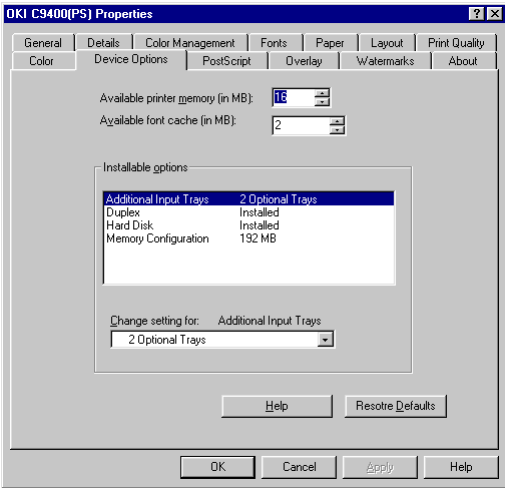 OKI C9400(PS) Properties
General Details Color Management Fonts Paper Layout Print Quality
Color Device Options PostScript Overlay Watermarks About
Available printer memory (in MB): 16
Available font cache (in MB): 2
Installable options
Additional Input Trays 2 Optional Trays
Duplex Installed
Hard Disk Installed
Memory Configuration 192 MB
Change setting for: Additional Input Trays
2 Optional Trays
Help Resotre Defaults
OK Cancel Apply Help